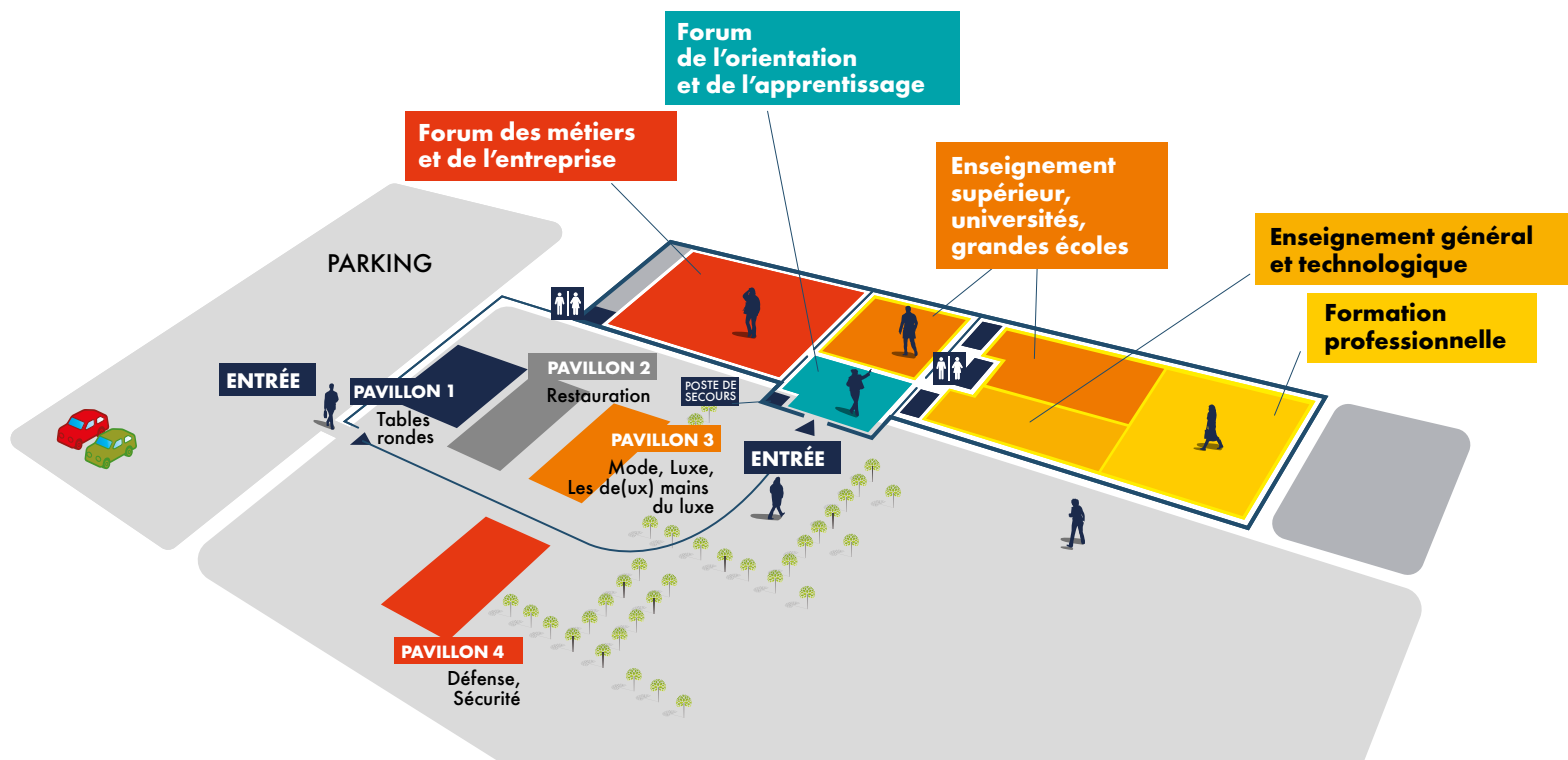 Forum
de l'orientation
et de l'apprentissage
Forum des métiers
et de l'entreprise
Enseignement
supérieur,
universités,
grandes écoles
Enseignement général
et technologique
Formation
professionnelle
PARKING
ENTRÉE
PAVILLON 1
Tables
rondes
PAVILLON 2
Restauration
POSTE DE
SECOURS
PAVILLON 3
Mode, Luxe,
Les de(ux) mains
du luxe
ENTRÉE
PAVILLON 4
Défense,
Sécurité